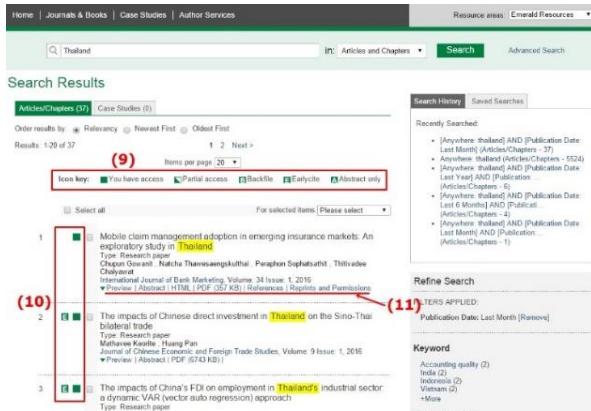 Home | Journals & Books | Case Studies | Author Services
Resource areas: Emerald Resources
Thailand
in: Articles and Chapters
Search
Advanced Search
Search Results
Articles/Chapters (37)
Case Studies (0)
Order results by: Relevancy Newest First Oldest First
Results: 1-20 of 37
1 2 Next >
(9)
Items per page 20
Icon key: You have access Partial access Backfile Earlycite Abstract only
Select all
For selected items: Please select
1
Mobile claim management adoption in emerging insurance markets: An
exploratory study in Thailand
Type: Research paper
Chupun Gowanit , Natcha Thawesaengskulthai , Peraphon Sophatsathit , Thitivadee
Chaiyawat
International Journal of Bank Marketing, Volume: 34 Issue: 1, 2016
Preview | Abstract | HTML | PDF (357 KB) | References | Reprints and Permissions
(10)
(11)
2
E
The impacts of Chinese direct investment in Thailand on the Sino-Thai
bilateral trade
Type: Research paper
Mathavee Keorite , Huang Pan
Journal of Chinese Economic and Foreign Trade Studies, Volume: 9 Issue: 1, 2016
Preview | Abstract | PDF (6743 KB) |
3
E
The impacts of China's FDI on employment in Thailand's industrial sector:
a dynamic VAR (vector auto regression) approach
Type: Research paper
Search History
Saved Searches
Recently Searched:
[Anywhere: thailand] AND [Publication Date:
Last Month] (Articles/Chapters - 37)
Anywhere: thailand (Articles/Chapters - 5524)
[Anywhere: thailand] AND [Publication Date:
Last Year] AND [Publication ...
(Articles/Chapters - 6)
[Anywhere: thailand] AND [Publication Date:
Last 6 Months] AND [Publicati...
(Articles/Chapters - 4)
[Anywhere: thailand] AND [Publication Date:
Last Month] AND [Publication ...
(Articles/Chapters - 1)
Refine Search
FILTERS APPLIED:
Publication Date: Last Month [Remove]
Keyword
Accounting quality (2)
India (2)
Indonesia (2)
Vietnam (2)
+More